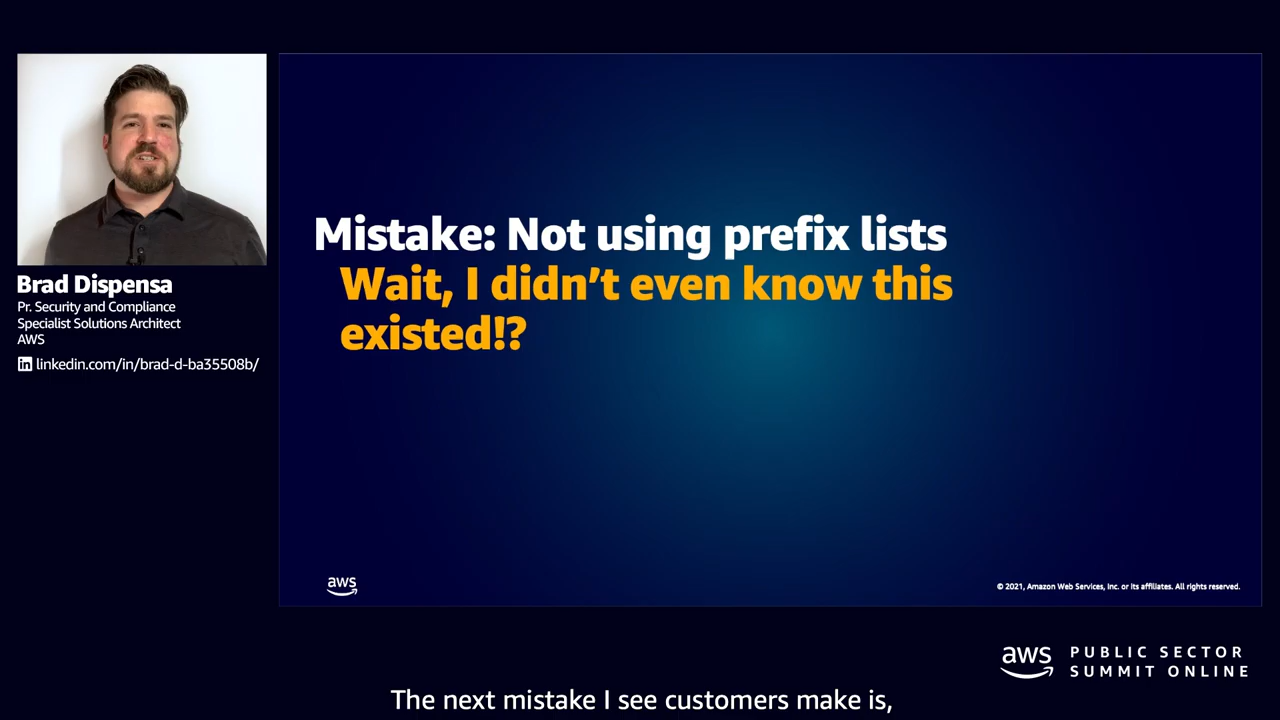 Brad Dispensa
Pr. Security and Compliance
Specialist Solutions Architect
AWS
in linkedin.com/in/brad-d-ba35508b/
Mistake: Not using prefix lists
Wait, I didn’t even know this
existed!?
aws
© 2021, Amazon Web Services, Inc. or its affiliates. All rights reserved.
aws
PUBLIC SECTOR
SUMMIT ONLINE
The next mistake I see customers make is,